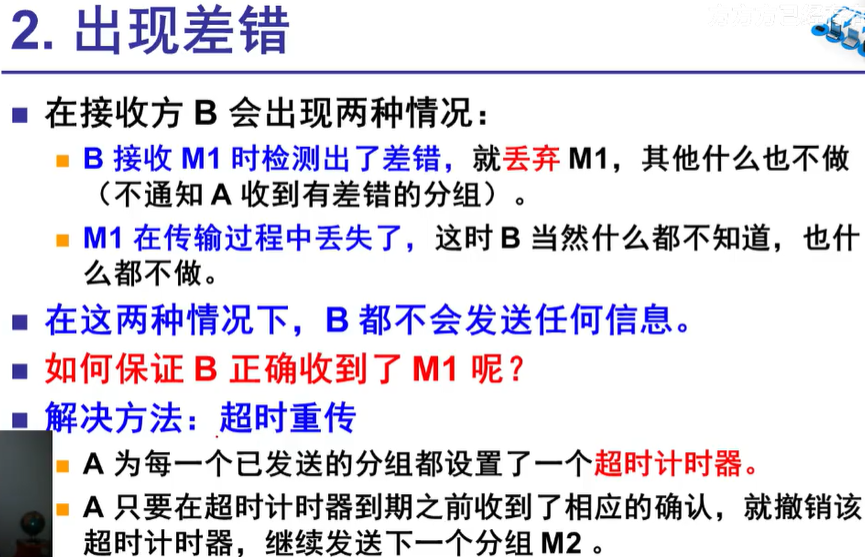 2. 出现差错
在接收方 B 会出现两种情况：
B 接收 M1 时检测出了差错，就丢弃 M1，其他什么也不做
（不通知 A 收到有差错的分组）。
M1 在传输过程中丢失了，这时 B 当然什么都不知道，也什
么都不做。
在这两种情况下，B 都不会发送任何信息。
如何保证 B 正确收到了 M1 呢？
解决方法：超时重传
A 为每一个已发送的分组都设置了一个超时计时器。
A 只要在超时计时器到期之前收到了相应的确认，就撤销该
超时计时器，继续发送下一个分组 M2 。